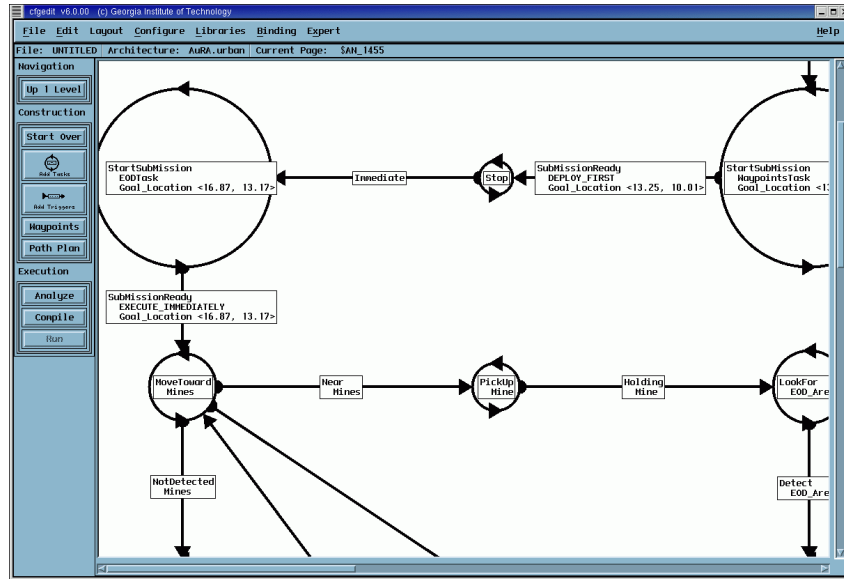 cfgedit v6.0.00 (c) Georgia Institute of Technology
File Edit Layout Configure Libraries Binding Expert Help
File: UNTITLED Architecture: AuRA.urban Current Page: $AN_1455
Navigation
Up 1 Level
Construction
Start Over
Add Tasks
Add Triggers
Waypoints
Path Plan
Execution
Analyze
Compile
Run
StartSubMission
EODTask
Goal_Location <16.87, 13.17>
Immediate
Stop
SubMissionReady
DEPLOY_FIRST
Goal_Location <13.25, 10.01>
StartSubMission
WaypointsTask
Goal_Location <1
SubMissionReady
EXECUTE_IMMEDIATELY
Goal_Location <16.87, 13.17>
MoveToward
Mines
Near
Mines
PickUp
Mine
Holding
Mine
LookFor
EOD_Are
NotDetected
Mines
Detect
EOD_Are